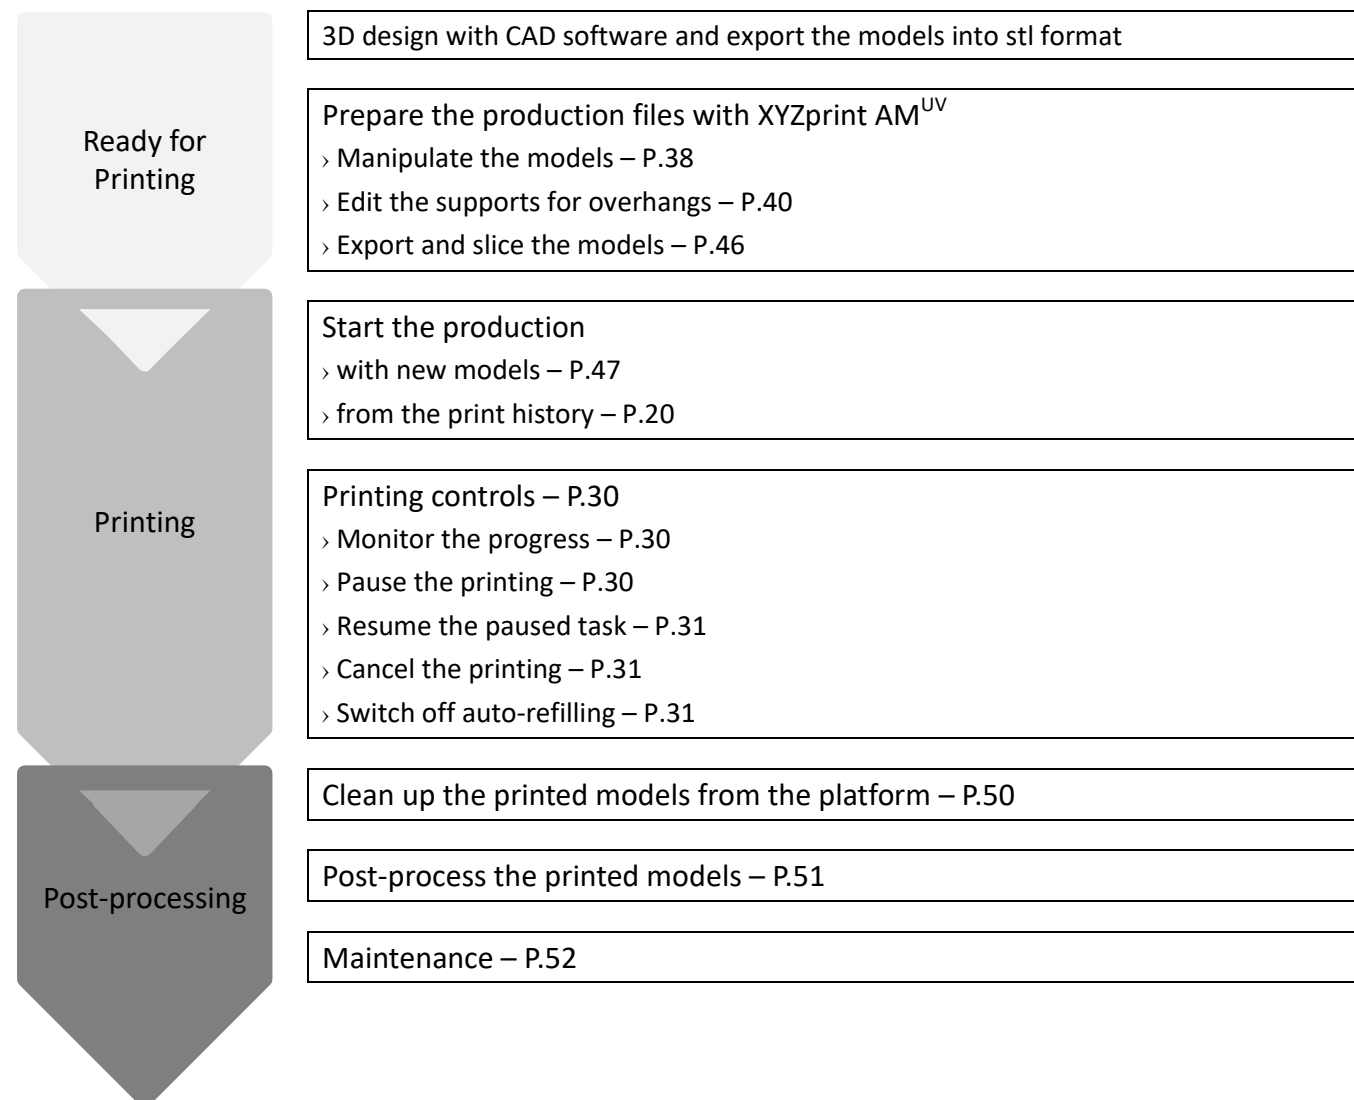 Ready for
Printing
3D design with CAD software and export the models into stl format
Prepare the production files with XYZprint AMᵁⱽ
› Manipulate the models – P.38
› Edit the supports for overhangs – P.40
› Export and slice the models – P.46
Printing
Start the production
› with new models – P.47
› from the print history – P.20
Printing controls – P.30
› Monitor the progress – P.30
› Pause the printing – P.30
› Resume the paused task – P.31
› Cancel the printing – P.31
› Switch off auto-refilling – P.31
Post-processing
Clean up the printed models from the platform – P.50
Post-process the printed models – P.51
Maintenance – P.52